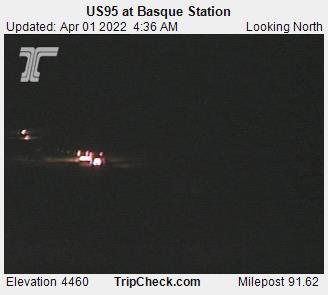 US95 at Basque Station
Updated: Apr 01 2022 4:36 AM Looking North
Elevation 4460 TripCheck.com Milepost 91.62